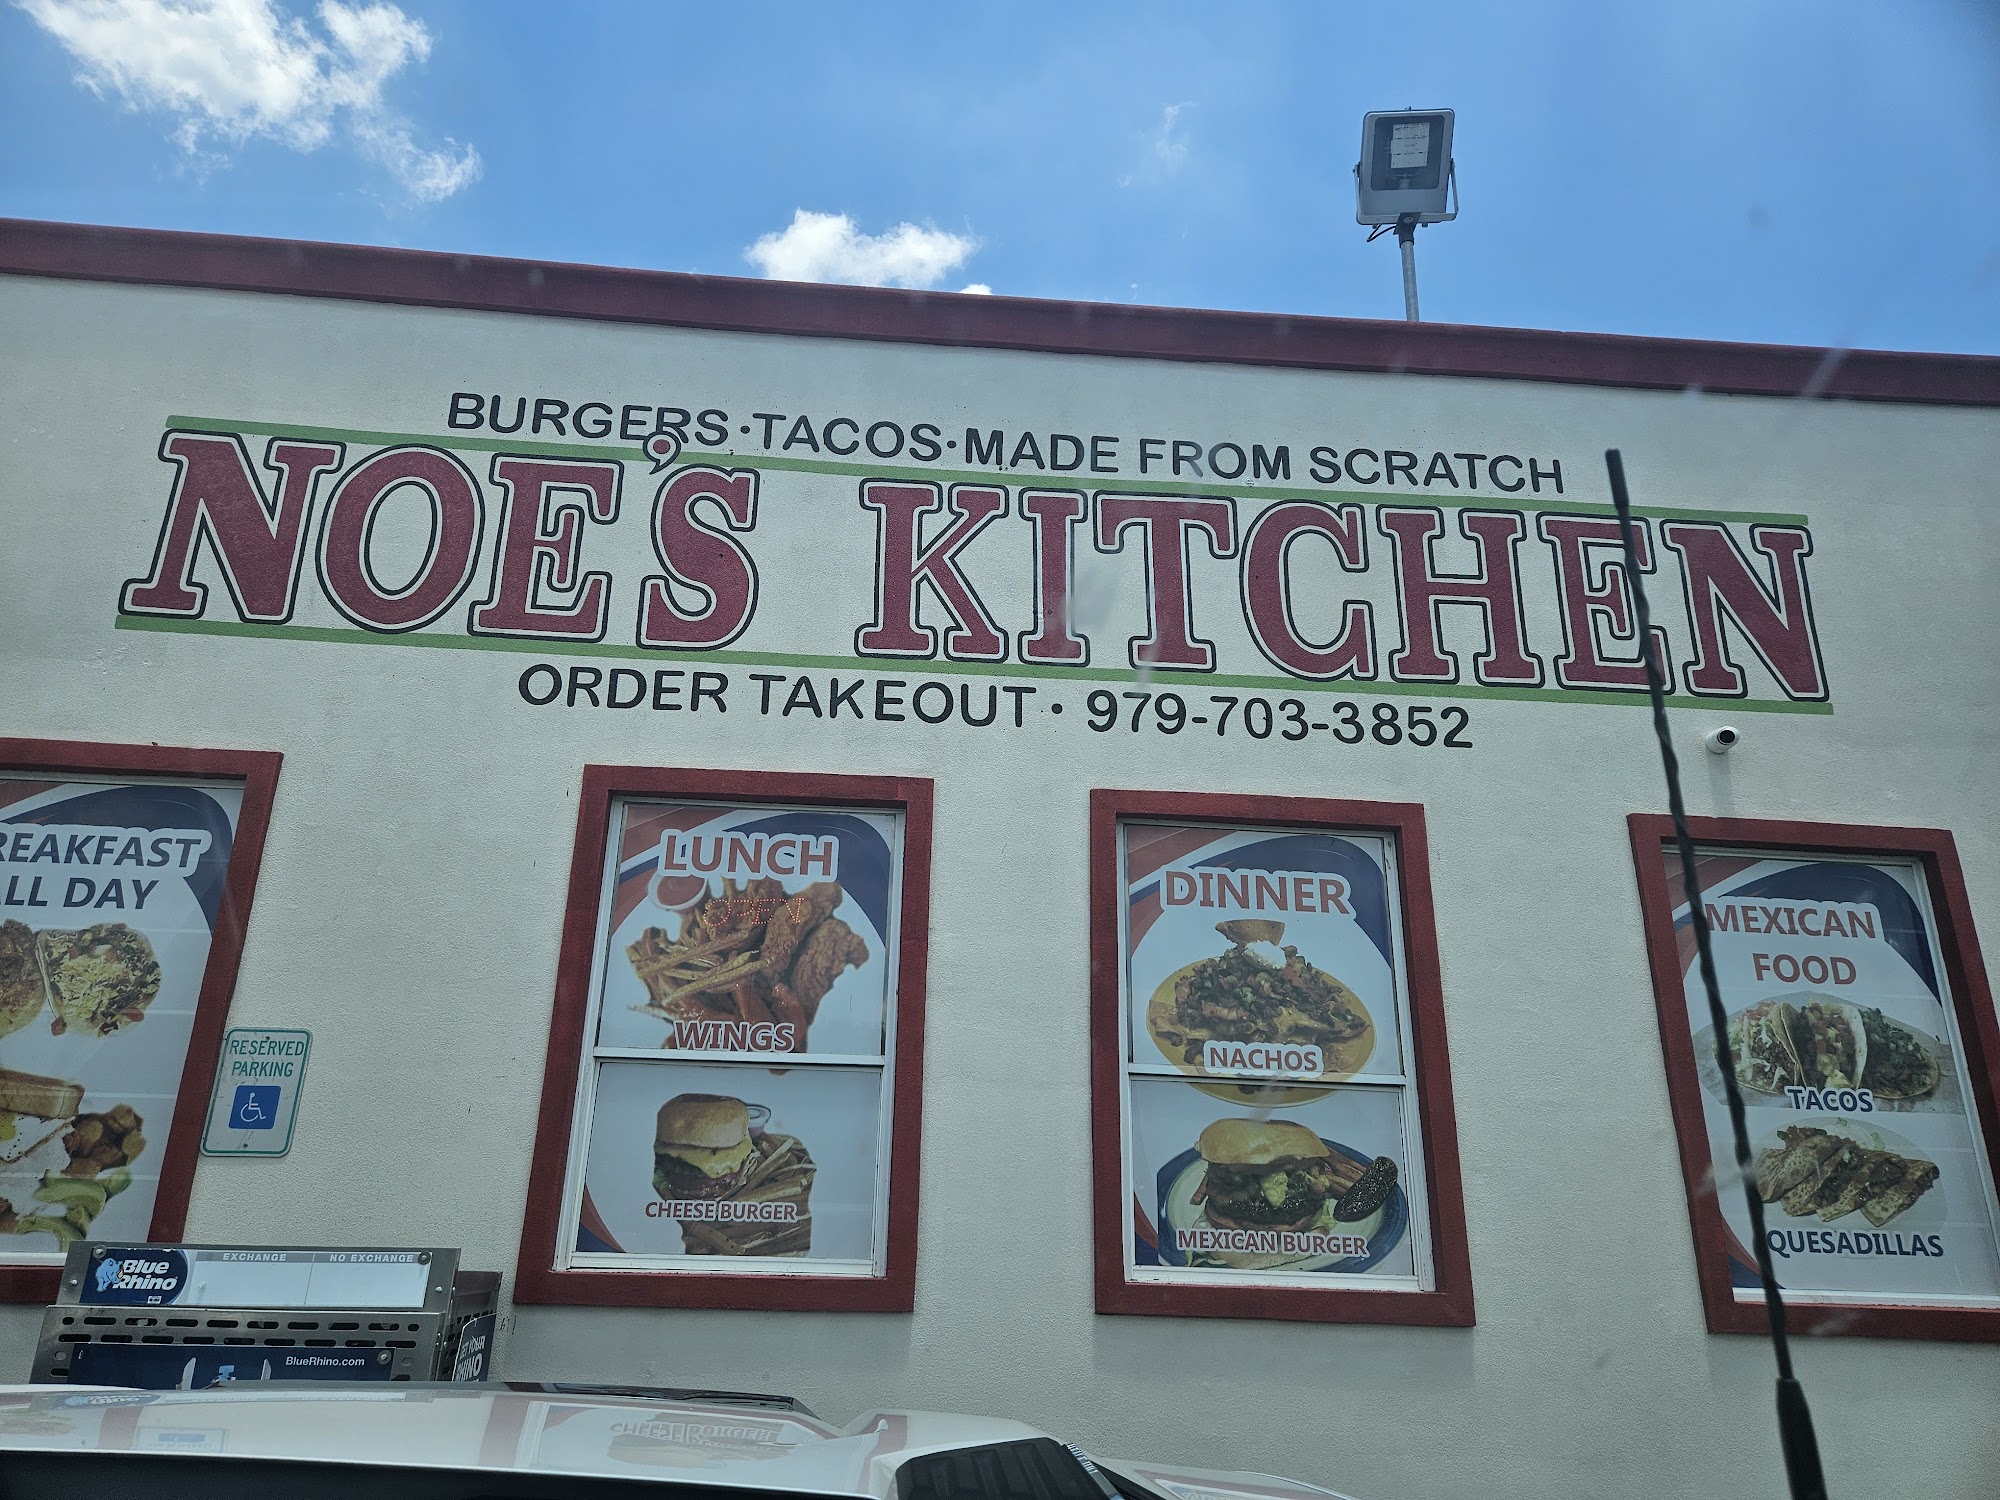 BURGERS·TACOS·MADE FROM SCRATCH
NOE'S KITCHEN
ORDER TAKEOUT· 979-703-3852
REAKFAST
LL DAY
LUNCH
OPEN
WINGS
CHEESE BURGER
DINNER
NACHOS
MEXICAN BURGER
MEXICAN
FOOD
TACOS
QUESADILLAS
RESERVED
PARKING
Blue
Rhino
EXCHANGE
NO EXCHANGE
BlueRhino.com